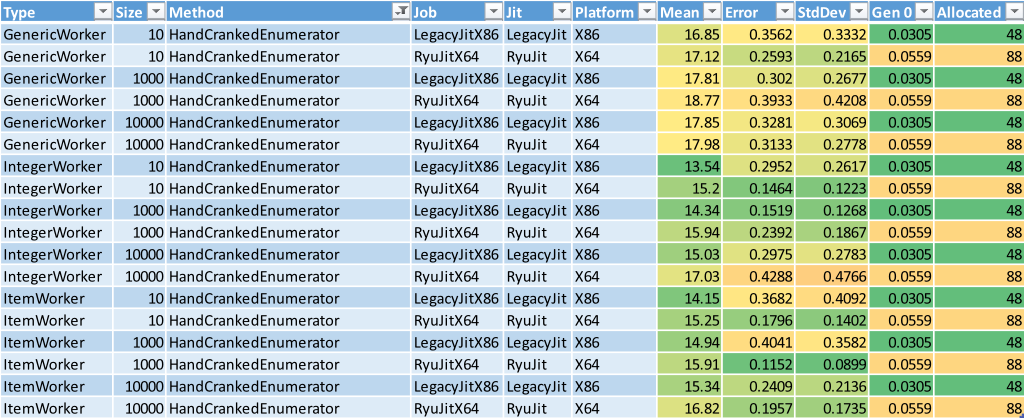 Type Size Method Job Jit Platform Mean Error StdDev Gen 0 Allocated
GenericWorker 10 HandCrankedEnumerator LegacyJitX86 LegacyJit X86 16.85 0.3562 0.3332 0.0305 48
GenericWorker 10 HandCrankedEnumerator RyuJitX64 RyuJit X64 17.12 0.2593 0.2165 0.0559 88
GenericWorker 1000 HandCrankedEnumerator LegacyJitX86 LegacyJit X86 17.81 0.302 0.2677 0.0305 48
GenericWorker 1000 HandCrankedEnumerator RyuJitX64 RyuJit X64 18.77 0.3933 0.4208 0.0559 88
GenericWorker 10000 HandCrankedEnumerator LegacyJitX86 LegacyJit X86 17.85 0.3281 0.3069 0.0305 48
GenericWorker 10000 HandCrankedEnumerator RyuJitX64 RyuJit X64 17.98 0.3133 0.2778 0.0559 88
IntegerWorker 10 HandCrankedEnumerator LegacyJitX86 LegacyJit X86 13.54 0.2952 0.2617 0.0305 48
IntegerWorker 10 HandCrankedEnumerator RyuJitX64 RyuJit X64 15.2 0.1464 0.1223 0.0559 88
IntegerWorker 1000 HandCrankedEnumerator LegacyJitX86 LegacyJit X86 14.34 0.1519 0.1268 0.0305 48
IntegerWorker 1000 HandCrankedEnumerator RyuJitX64 RyuJit X64 15.94 0.2392 0.1867 0.0559 88
IntegerWorker 10000 HandCrankedEnumerator LegacyJitX86 LegacyJit X86 15.03 0.2975 0.2783 0.0305 48
IntegerWorker 10000 HandCrankedEnumerator RyuJitX64 RyuJit X64 17.03 0.4288 0.4766 0.0559 88
ItemWorker 10 HandCrankedEnumerator LegacyJitX86 LegacyJit X86 14.15 0.3682 0.4092 0.0305 48
ItemWorker 10 HandCrankedEnumerator RyuJitX64 RyuJit X64 15.25 0.1796 0.1402 0.0559 88
ItemWorker 1000 HandCrankedEnumerator LegacyJitX86 LegacyJit X86 14.94 0.4041 0.3582 0.0305 48
ItemWorker 1000 HandCrankedEnumerator RyuJitX64 RyuJit X64 15.91 0.1152 0.0899 0.0559 88
ItemWorker 10000 HandCrankedEnumerator LegacyJitX86 LegacyJit X86 15.34 0.2409 0.2136 0.0305 48
ItemWorker 10000 HandCrankedEnumerator RyuJitX64 RyuJit X64 16.82 0.1957 0.1735 0.0559 88